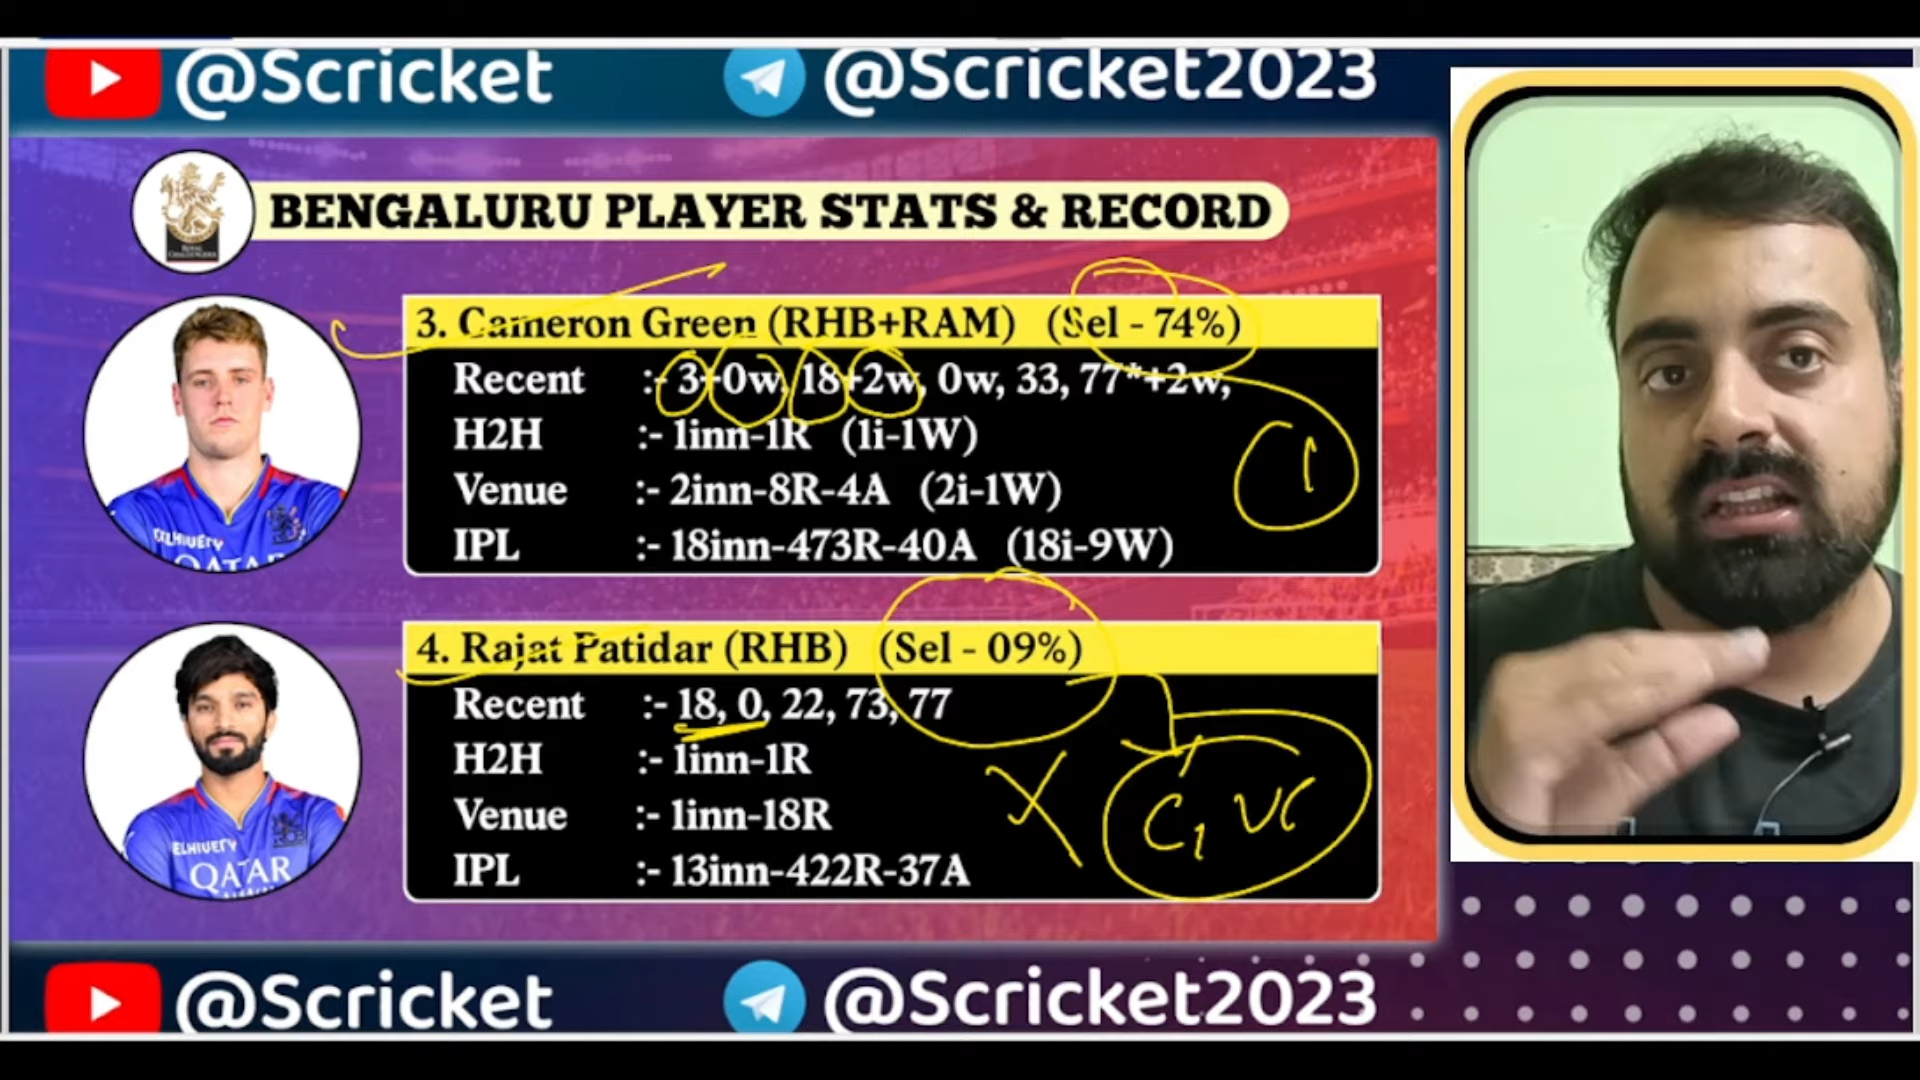 @Scricket @Scricket2023
BENGALURU PLAYER STATS & RECORD
3. Cameron Green (RHB+RAM) (Sel - 74%)
Recent :- 3+0w, 18+2w, 0w, 33, 77*+2w,
H2H :- 1inn-1R (1i-1W)
Venue :- 2inn-8R-4A (2i-1W)
IPL :- 18inn-473R-40A (18i-9W)
4. Rajat Patidar (RHB) (Sel - 09%)
Recent :- 18, 0, 22, 73, 77
H2H :- 1inn-1R
Venue :- 1inn-18R
IPL :- 13inn-422R-37A
C, VC
QATAR
@Scricket @Scricket2023